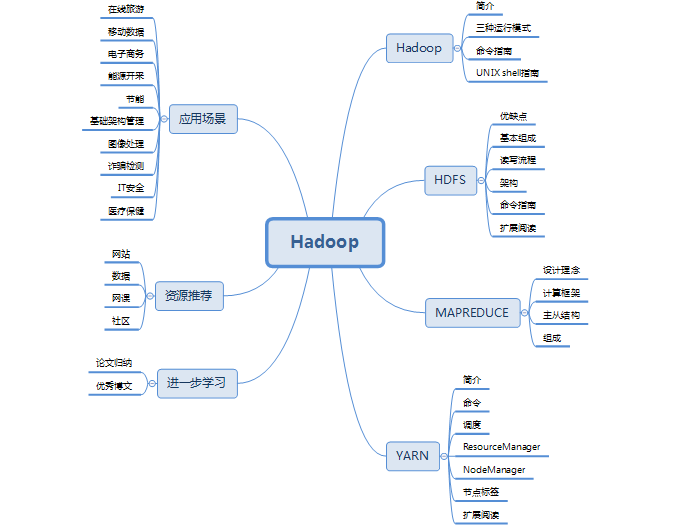 Hadoop
Hadoop
简介
三种运行模式
命令指南
UNIX shell指南
HDFS
优缺点
基本组成
读写流程
架构
命令指南
扩展阅读
MAPREDUCE
设计理念
计算框架
主从结构
组成
YARN
简介
命令
调度
ResourceManager
NodeManager
节点标签
扩展阅读
应用场景
在线旅游
移动数据
电子商务
能源开采
节能
基础架构管理
图像处理
诈骗检测
IT安全
医疗保健
资源推荐
网站
数据
网课
社区
进一步学习
论文归纳
优秀博文